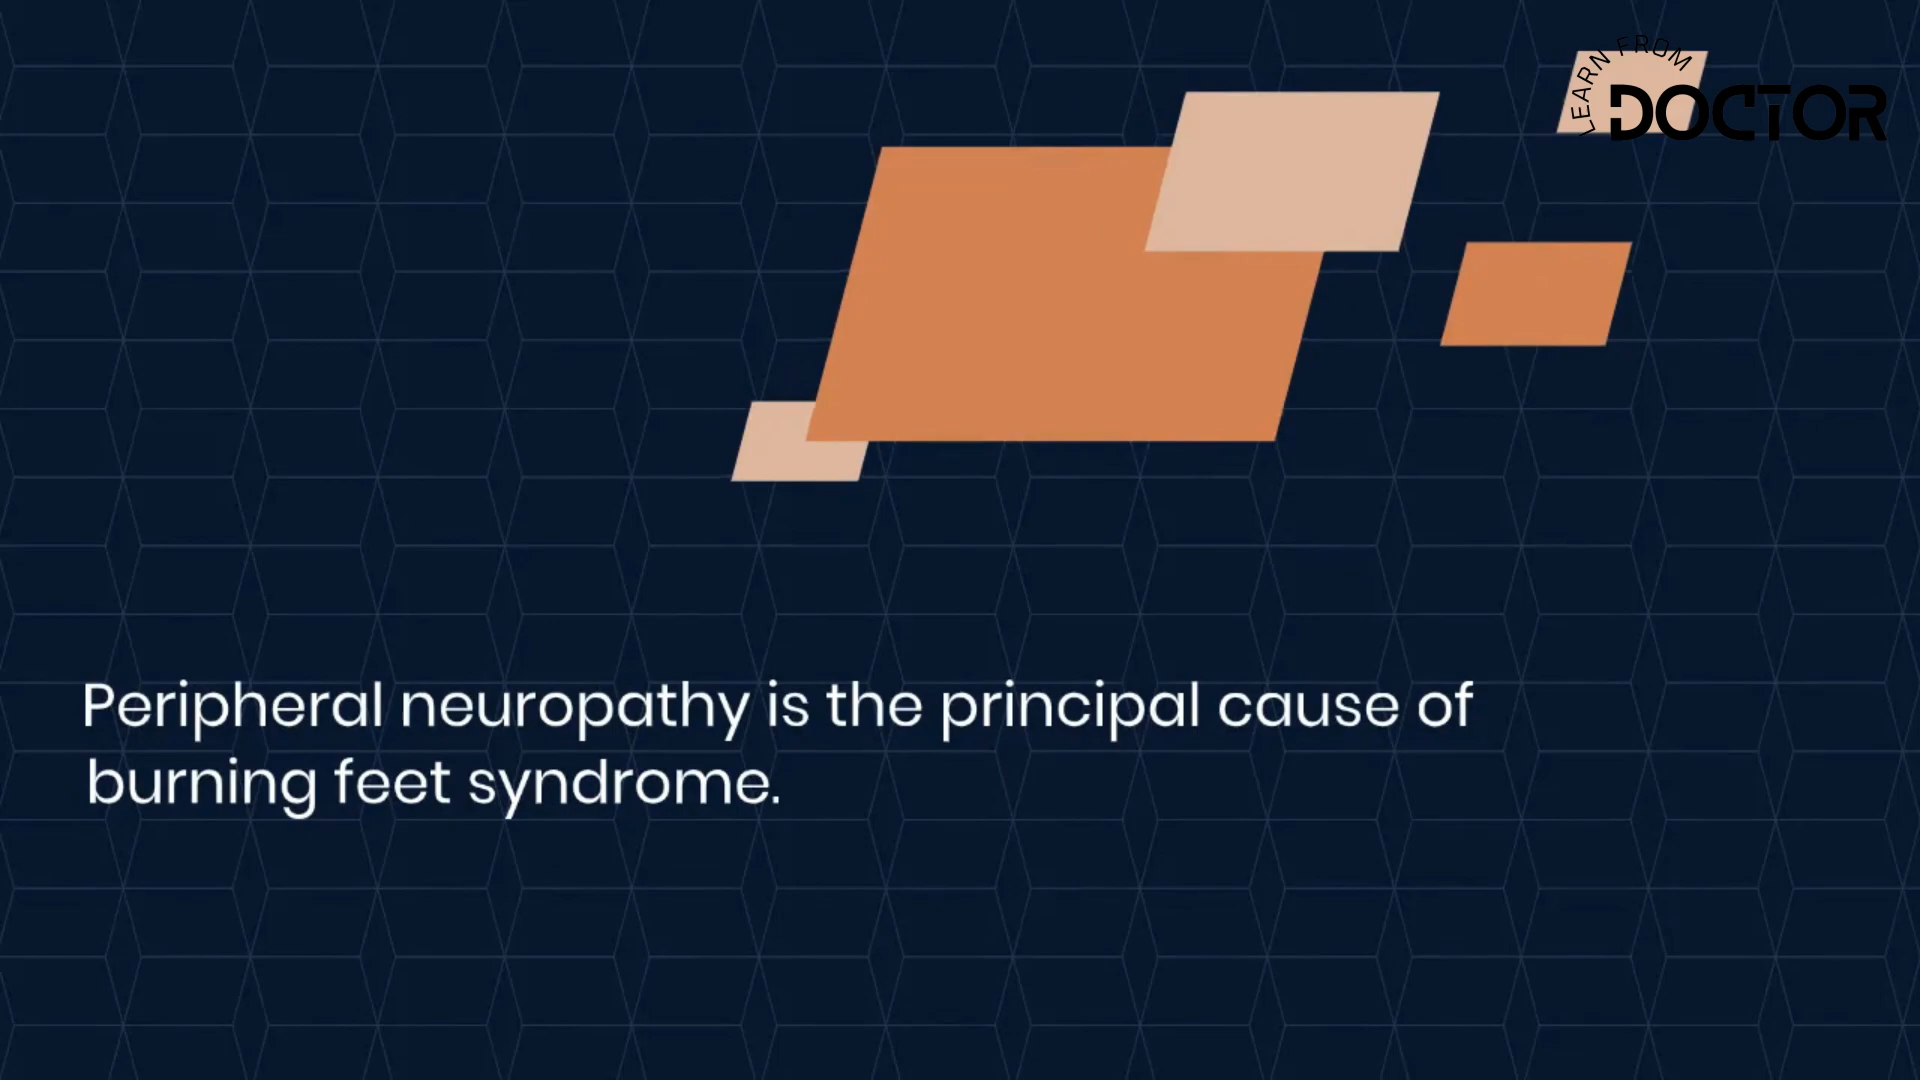 LEARN FROM
DOCTOR
Peripheral neuropathy is the principal cause of
burning feet syndrome.